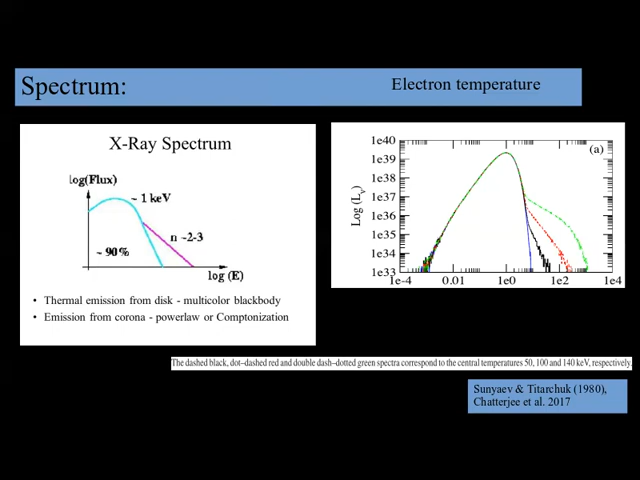 Spectrum:
Electron temperature
X-Ray Spectrum
log(Flux)
~ 1 keV
n ~2-3
~ 90%
log (E)
• Thermal emission from disk - multicolor blackbody
• Emission from corona - powerlaw or Comptonization
(a)
Log (Lν)
1e40
1e39
1e38
1e37
1e36
1e35
1e34
1e33
1e-4
0.01
1e0
1e2
1e4
The dashed black, dot–dashed red and double dash–dotted green spectra correspond to the central temperatures 50, 100 and 140 keV, respectively.
Sunyaev & Titarchuk (1980),
Chatterjee et al. 2017